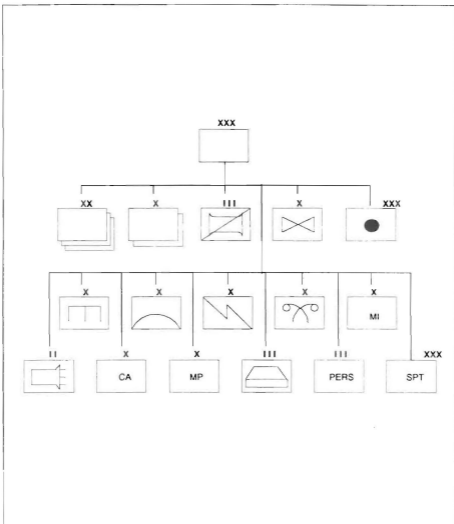 XXX
XX X III X XXX
X X X X X
MI
II X X III III XXX
CA MP PERS SPT